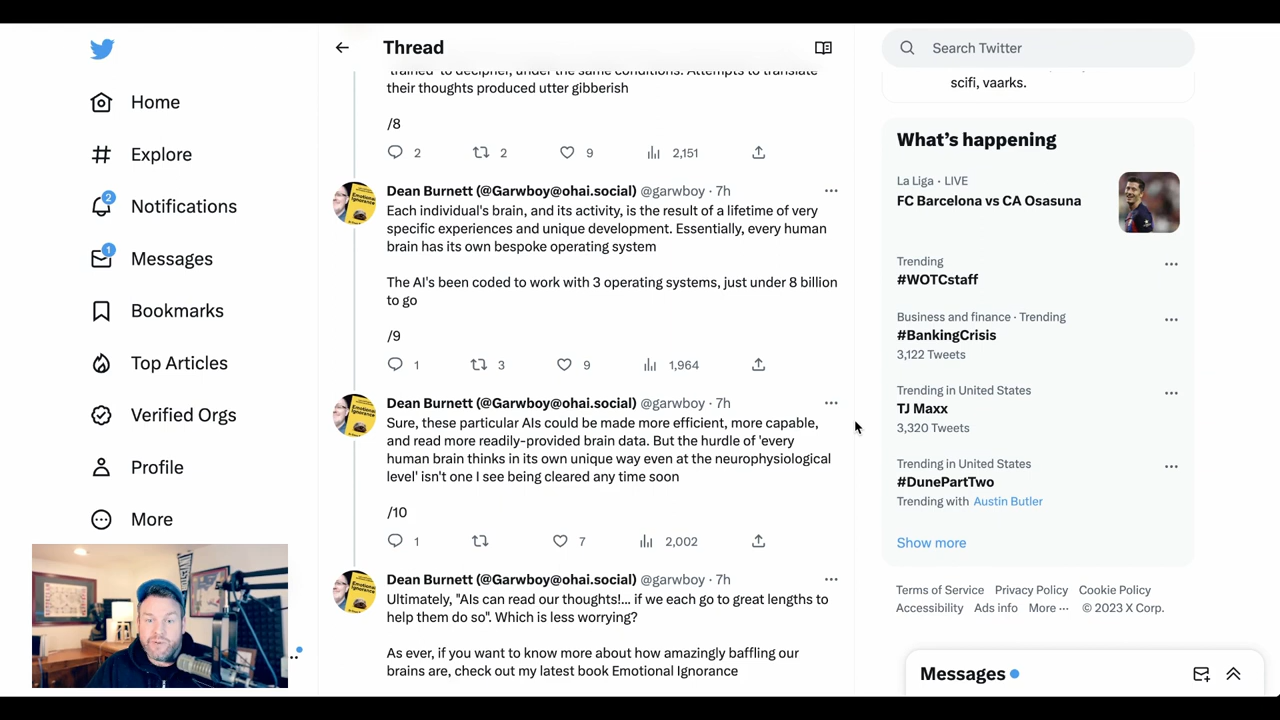 Home
Explore
2
Notifications
1
Messages
Bookmarks
Top Articles
Verified Orgs
Profile
More
Thread
'trained' to decipher, under the same conditions. Attempts to translate
their thoughts produced utter gibberish
/8
2 2 9 2,151
Dean Burnett (@Garwboy@ohai.social) @garwboy · 7h
Each individual's brain, and its activity, is the result of a lifetime of very
specific experiences and unique development. Essentially, every human
brain has its own bespoke operating system
The AI's been coded to work with 3 operating systems, just under 8 billion
to go
/9
1 3 9 1,964
Dean Burnett (@Garwboy@ohai.social) @garwboy · 7h
Sure, these particular AIs could be made more efficient, more capable,
and read more readily-provided brain data. But the hurdle of 'every
human brain thinks in its own unique way even at the neurophysiological
level' isn't one I see being cleared any time soon
/10
1 7 2,002
Dean Burnett (@Garwboy@ohai.social) @garwboy · 7h
Ultimately, "AIs can read our thoughts!... if we each go to great lengths to
help them do so". Which is less worrying?
As ever, if you want to know more about how amazingly baffling our
brains are, check out my latest book Emotional Ignorance
Search Twitter
scifi, vaarks.
What's happening
La Liga · LIVE
FC Barcelona vs CA Osasuna
Trending
#WOTCstaff
Business and finance · Trending
#BankingCrisis
3,122 Tweets
Trending in United States
TJ Maxx
3,320 Tweets
Trending in United States
#DunePartTwo
Trending with Austin Butler
Show more
Terms of Service Privacy Policy Cookie Policy
Accessibility Ads info More ··· © 2023 X Corp.
Messages